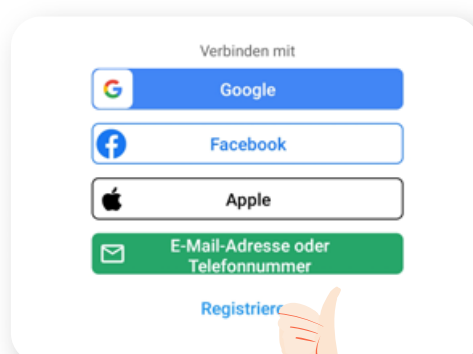 Verbinden mit
Google
Facebook
Apple
E-Mail-Adresse oder
Telefonnummer